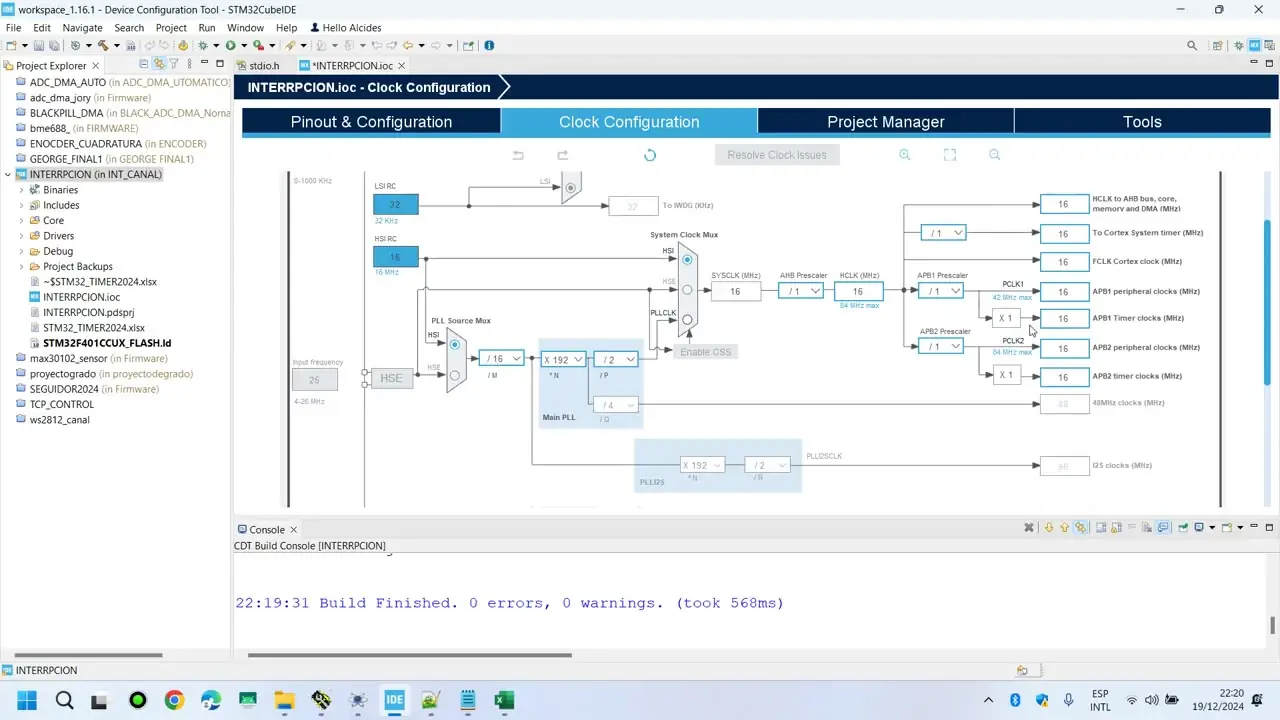 workspace_1.16.1 - Device Configuration Tool - STM32CubeIDE
File Edit Navigate Search Project Run Window Help Hello Alcides
Project Explorer
stdio.h
*INTERRPCION.ioc
ADC_DMA_AUTO (in ADC_DMA_UTOMATICO)
adc_dma_jory (in Firmware)
BLACKPILL_DMA (in BLACK_ADC_DMA_Norma
bme688_ (in FIRMWARE)
ENOCDER_CUADRATURA (in ENCODER)
GEORGE_FINAL1 (in GEORGE FINAL1)
INTERRPCION (in INT_CANAL)
Binaries
Includes
Core
Drivers
Debug
Project Backups
~$STM32_TIMER2024.xlsx
INTERRPCION.ioc
INTERRPCION.pdsprj
STM32_TIMER2024.xlsx
STM32F401CCUX_FLASH.ld
max30102_sensor (in Firmware)
proyectogrado (in proyectodegrado)
SEGUIDOR2024 (in Firmware)
TCP_CONTROL
ws2812_canal
INTERRPCION.ioc - Clock Configuration
Pinout & Configuration
Clock Configuration
Project Manager
Tools
Resolve Clock Issues
0-1000 KHz
LSI RC
32
32 KHz
LSI
32
To IWDG (KHz)
HSI RC
16
16 MHz
System Clock Mux
HSI
HSE
PLLCLK
Enable CSS
SYSCLK (MHz)
16
AHB Prescaler
/ 1
HCLK (MHz)
16
84 MHz max
PLL Source Mux
HSI
HSE
/ 16
/ M
X 192
* N
/ 2
/ P
/ 4
/ Q
Main PLL
Input frequency
25
4-26 MHz
HSE
X 192
* N
/ 2
/ R
PLLI2S
PLLI2SCLK
16
HCLK to AHB bus, core,
memory and DMA (MHz)
/ 1
16
To Cortex System timer (MHz)
16
FCLK Cortex clock (MHz)
APB1 Prescaler
/ 1
PCLK1
42 MHz max
16
APB1 peripheral clocks (MHz)
X 1
16
APB1 Timer clocks (MHz)
APB2 Prescaler
/ 1
PCLK2
84 MHz max
16
APB2 peripheral clocks (MHz)
X 1
16
APB2 timer clocks (MHz)
48MHz clocks (MHz)
I2S clocks (MHz)
Console
CDT Build Console [INTERRPCION]
22:19:31 Build Finished. 0 errors, 0 warnings. (took 568ms)
INTERRPCION
IDE
ESP
INTL
22:20
19/12/2024